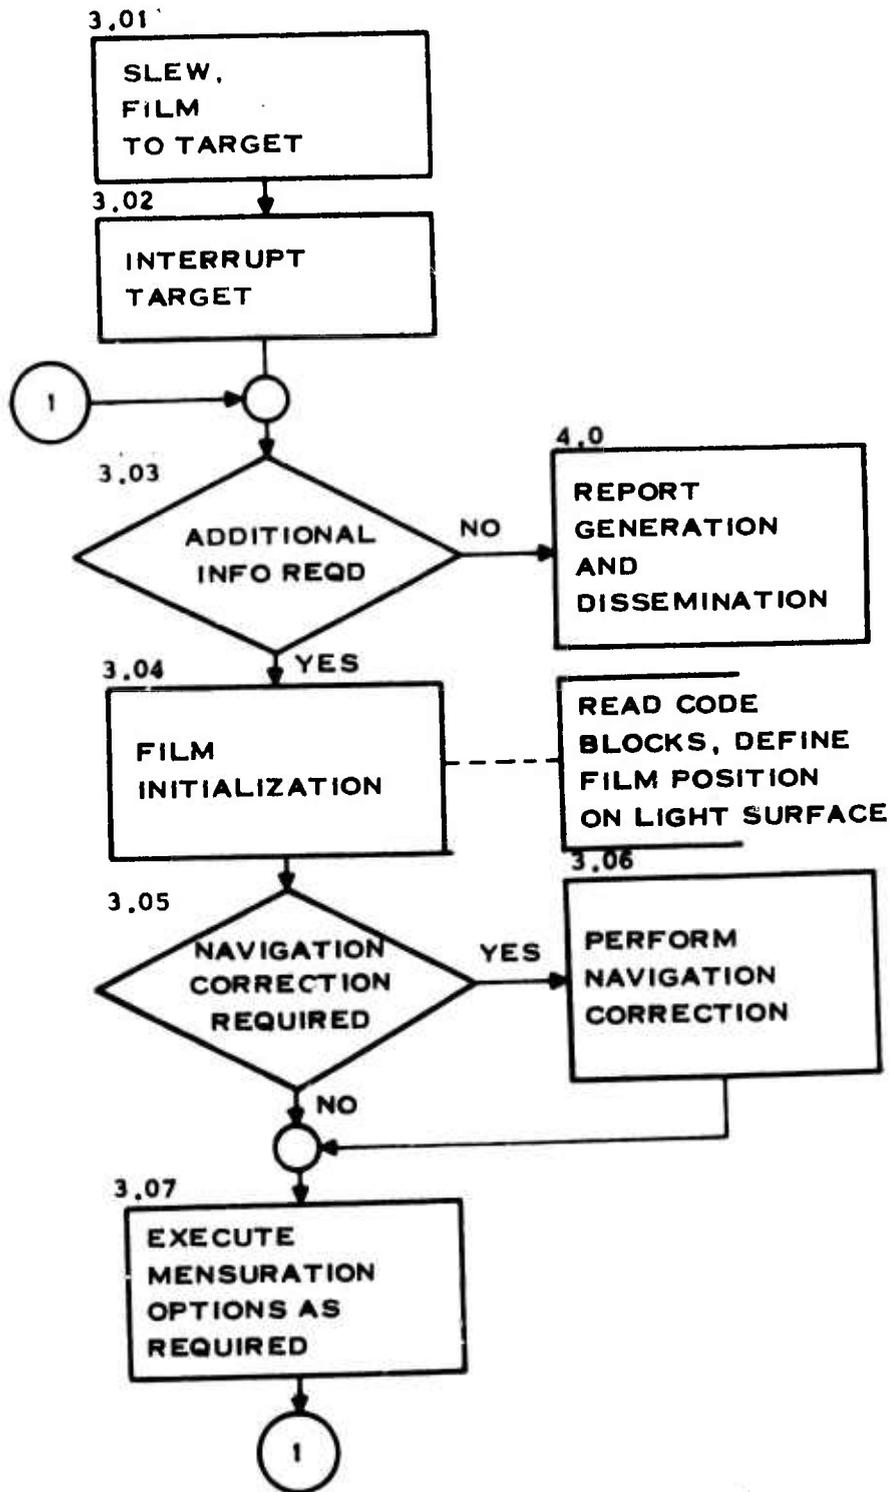 3.01
SLEW,
FILM
TO TARGET
3.02
INTERRUPT
TARGET
1
3.03
ADDITIONAL
INFO REQD
NO
4.0
REPORT
GENERATION
AND
DISSEMINATION
YES
3.04
FILM
INITIALIZATION
READ CODE
BLOCKS, DEFINE
FILM POSITION
ON LIGHT SURFACE
3.05
NAVIGATION
CORRECTION
REQUIRED
YES
3.06
PERFORM
NAVIGATION
CORRECTION
NO
3.07
EXECUTE
MENSURATION
OPTIONS AS
REQUIRED
1